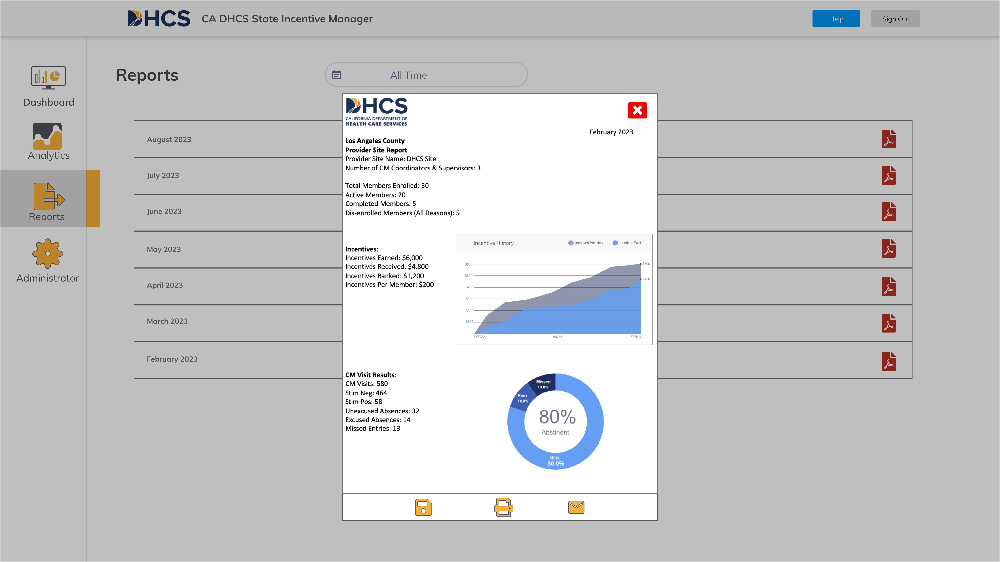 DHCS CA DHCS State Incentive Manager Help Sign Out
Dashboard
Analytics
Reports
Administrator
Reports All Time
August 2023
July 2023
June 2023
May 2023
April 2023
March 2023
February 2023
DHCS
CALIFORNIA DEPARTMENT OF
HEALTH CARE SERVICES
February 2023
Los Angeles County
Provider Site Report
Provider Site Name: DHCS Site
Number of CM Coordinators & Supervisors: 3
Total Members Enrolled: 30
Active Members: 20
Completed Members: 5
Dis-enrolled Members (All Reasons): 5
Incentives:
Incentives Earned: $6,000
Incentives Received: $4,800
Incentives Banked: $1,200
Incentives Per Member: $200
Incentive History Incetives Possible Incetives Paid
$600 $590
$500 $480
$400
$300
$200
$100
DEC22 JAN23 FEB23
CM Visit Results:
CM Visits: 580
Stim Neg: 464
Stim Pos: 58
Unexcused Absences: 32
Excused Absences: 14
Missed Entries: 13
Missed
10.0%
Pos+
10.0%
80%
Abstinent
Neg-
80.0%